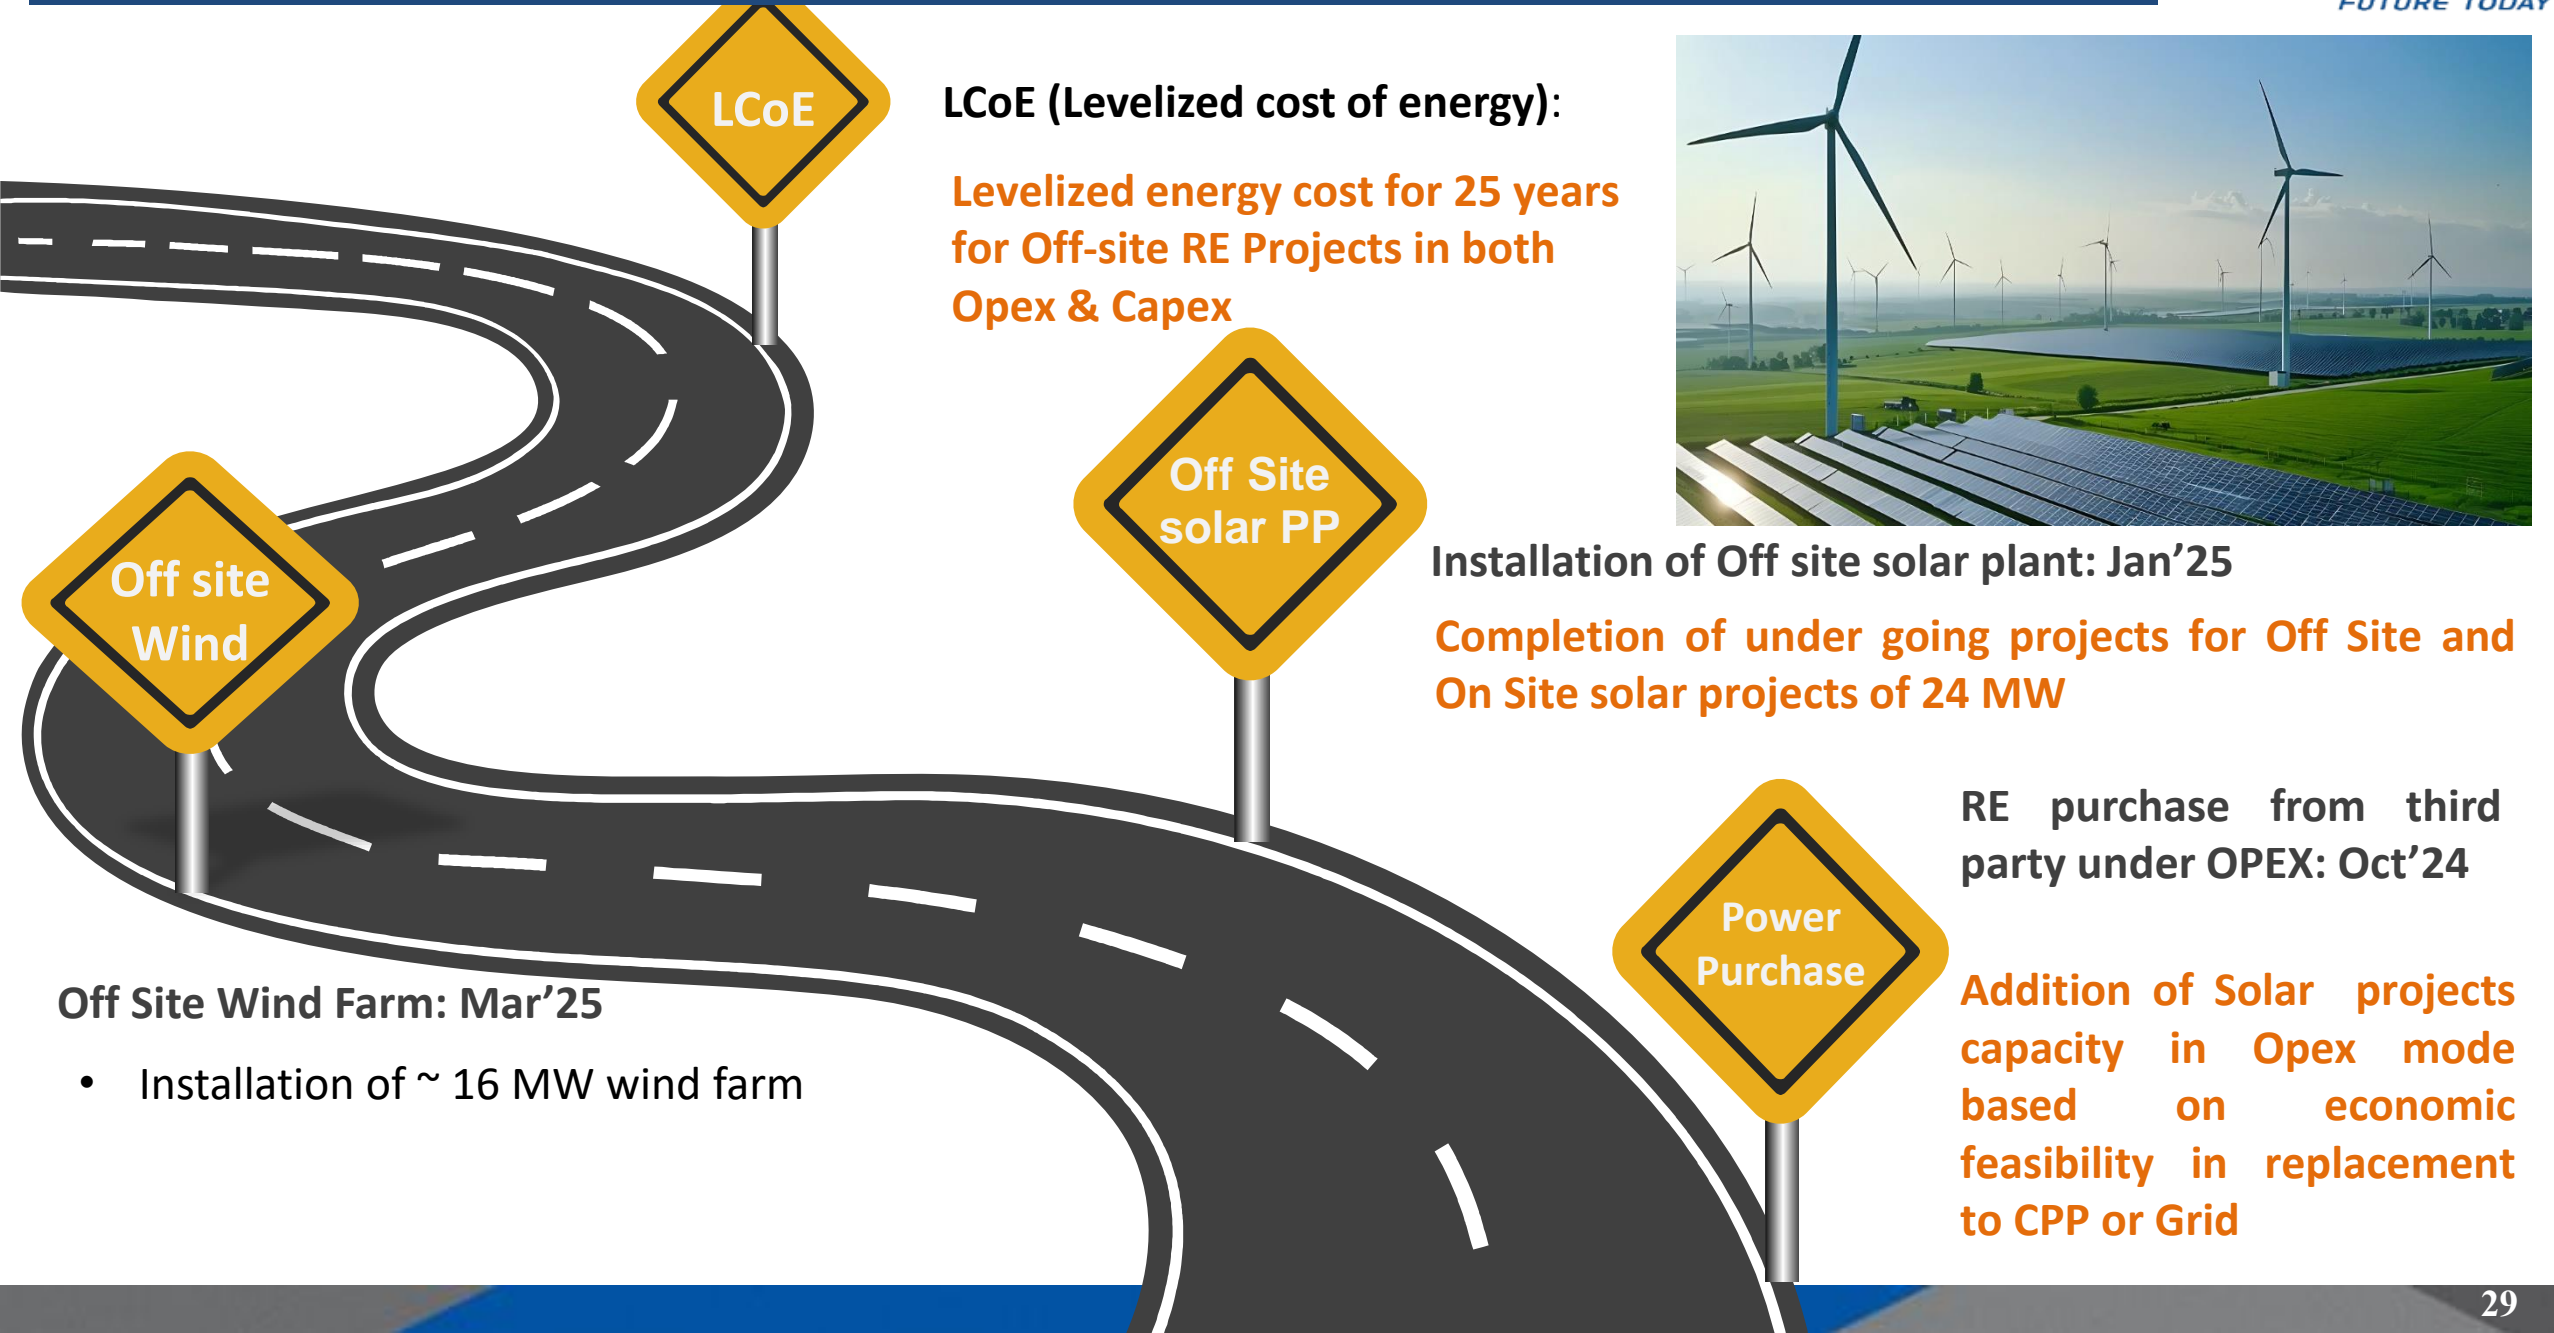 FUTURE TODAY
LCoE
LCoE (Levelized cost of energy):
Levelized energy cost for 25 years
for Off-site RE Projects in both
Opex & Capex
Off Site
solar PP
Off site
Wind
Installation of Off site solar plant: Jan’25
Completion of under going projects for Off Site and
On Site solar projects of 24 MW
RE purchase from third
party under OPEX: Oct’24
Power
Purchase
Addition of Solar projects
capacity in Opex mode
based on economic
feasibility in replacement
to CPP or Grid
Off Site Wind Farm: Mar’25
• Installation of ~ 16 MW wind farm
29